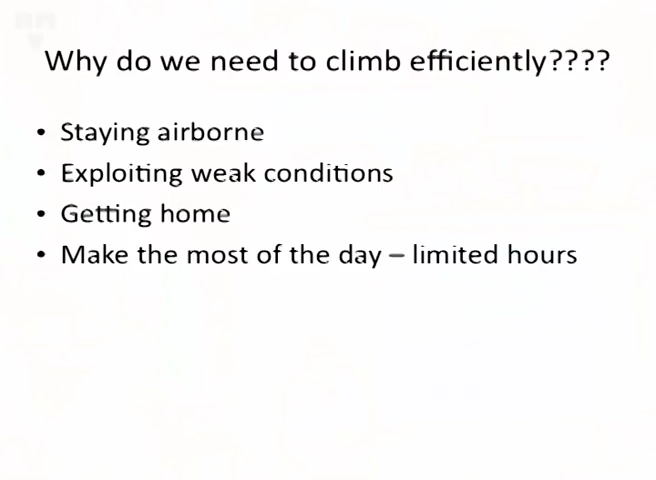 Why do we need to climb efficiently????
• Staying airborne
• Exploiting weak conditions
• Getting home
• Make the most of the day – limited hours